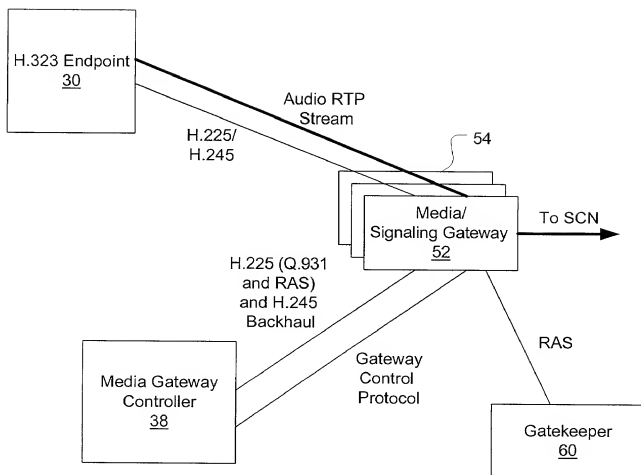 H.323 Endpoint
30
Audio RTP
Stream
H.225/
H.245
54
Media/
Signaling Gateway
52
To SCN
H.225 (Q.931
and RAS)
and H.245
Backhaul
Gateway
Control
Protocol
RAS
Media Gateway
Controller
38
Gatekeeper
60